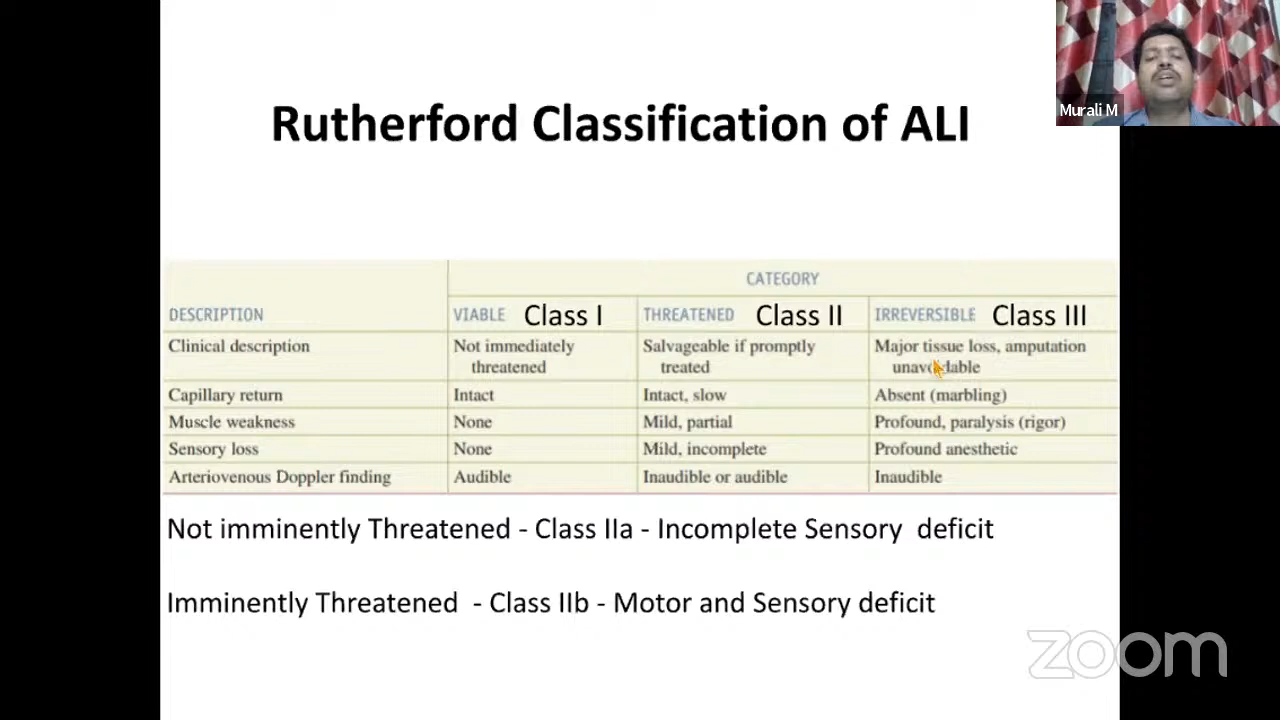 Murali M
Rutherford Classification of ALI
CATEGORY
DESCRIPTION VIABLE Class I THREATENED Class II IRREVERSIBLE Class III
Clinical description Not immediately threatened Salvageable if promptly treated Major tissue loss, amputation
Capillary return Intact Intact, slow Absent (marbling)
Muscle weakness None Mild, partial Profound, paralysis (rigor)
Sensory loss None Mild, incomplete Profound anesthetic
Arteriovenous Doppler finding Audible Inaudible or audible Inaudible
Not imminently Threatened - Class IIa - Incomplete Sensory deficit
Imminently Threatened - Class IIb - Motor and Sensory deficit
zoom